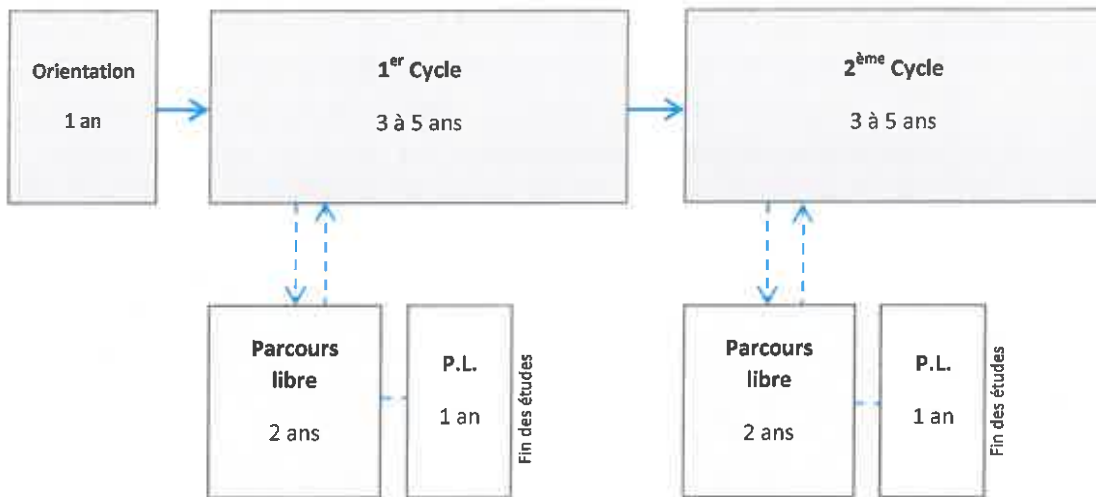 Orientation
1 an
1er Cycle
3 à 5 ans
2ème Cycle
3 à 5 ans
Parcours
libre
2 ans
P.L.
1 an
Fin des études
Parcours
libre
2 ans
P.L.
1 an
Fin des études